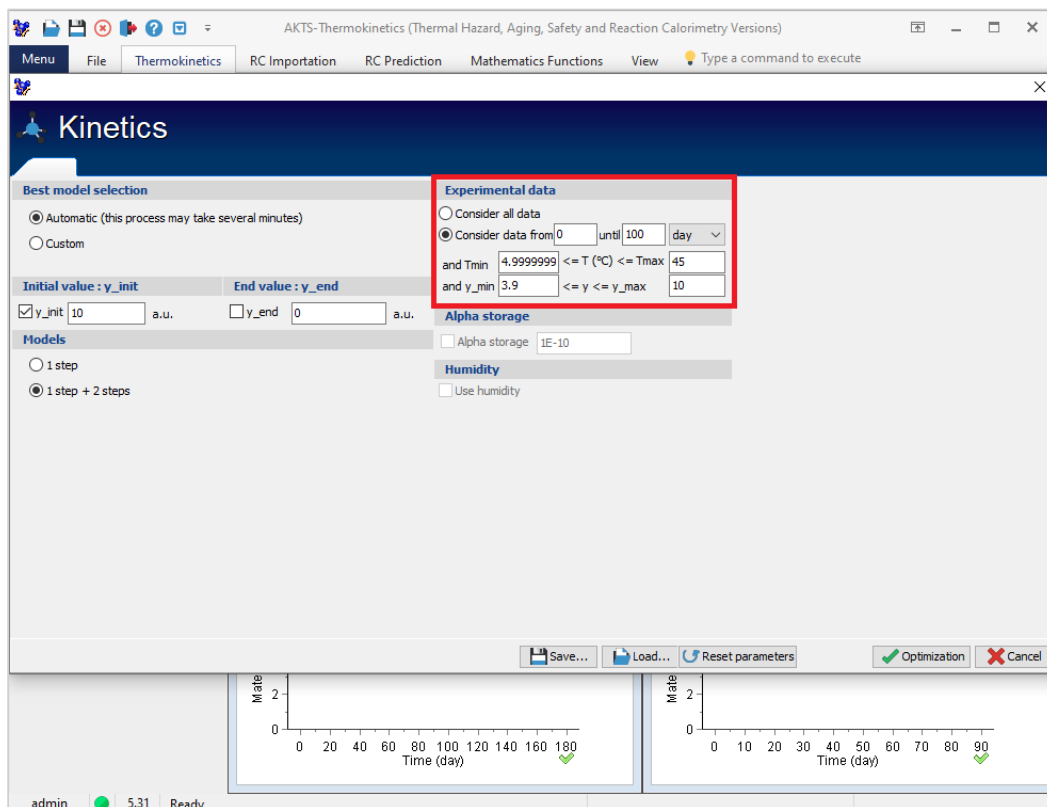 AKTS-Thermokinetics (Thermal Hazard, Aging, Safety and Reaction Calorimetry Versions)
Menu File Thermokinetics RC Importation RC Prediction Mathematics Functions View Type a command to execute
Kinetics
Best model selection
Automatic (this process may take several minutes)
Custom
Initial value : y_init End value : y_end
y_init 10 a.u. y_end 0 a.u.
Models
1 step
1 step + 2 steps
Experimental data
Consider all data
Consider data from 0 until 100 day
and Tmin 4.9999999 <= T (ºC) <= Tmax 45
and y_min 3.9 <= y <= y_max 10
Alpha storage
Alpha storage 1E-10
Humidity
Use humidity
Save... Load... Reset parameters Optimization Cancel
Mate
2
0
0 20 40 60 80 100 120 140 160 180
Time (day)
Mate
2
0
0 10 20 30 40 50 60 70 80 90
Time (day)
admin 5.31 Ready